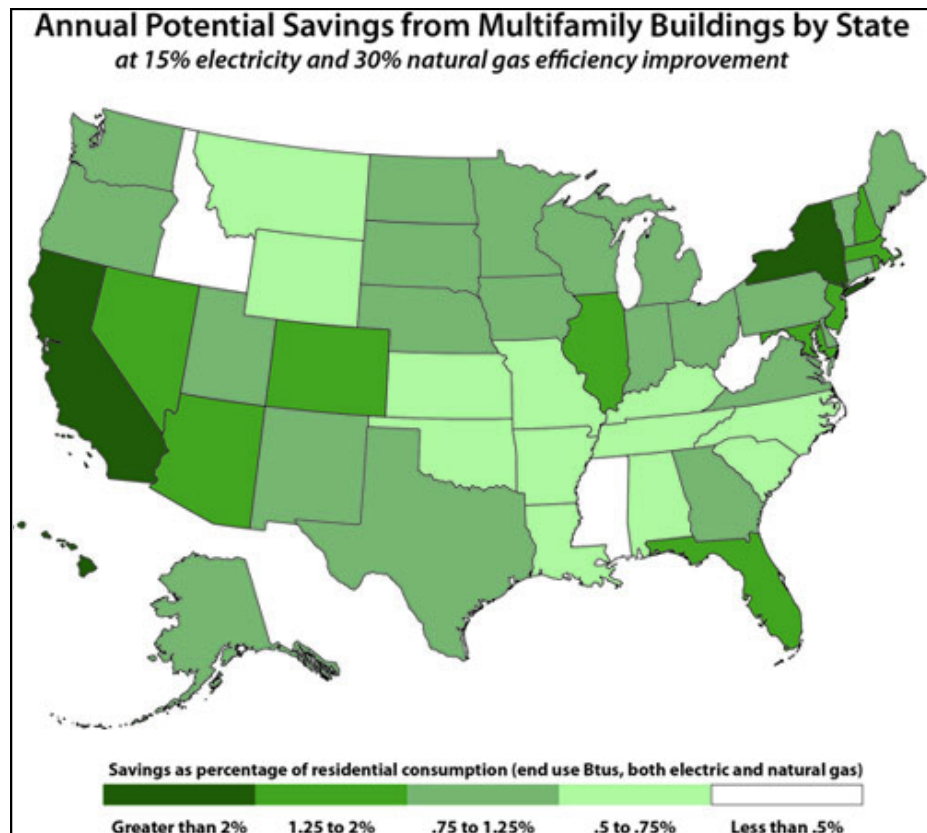 Annual Potential Savings from Multifamily Buildings by State
at 15% electricity and 30% natural gas efficiency improvement
Savings as percentage of residential consumption (end use Btus, both electric and natural gas)
Greater than 2% 1.25 to 2% .75 to 1.25% .5 to .75% Less than .5%